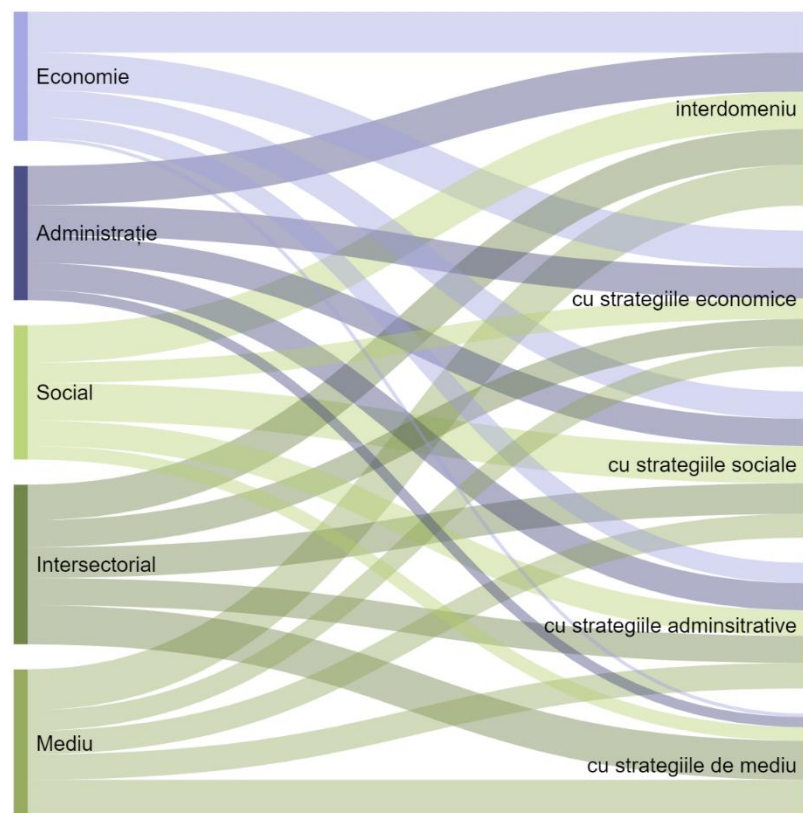 Economie
Administrație
Social
Intersectorial
Mediu
interdomeniu
cu strategiile economice
cu strategiile sociale
cu strategiile adminsitrative
cu strategiile de mediu